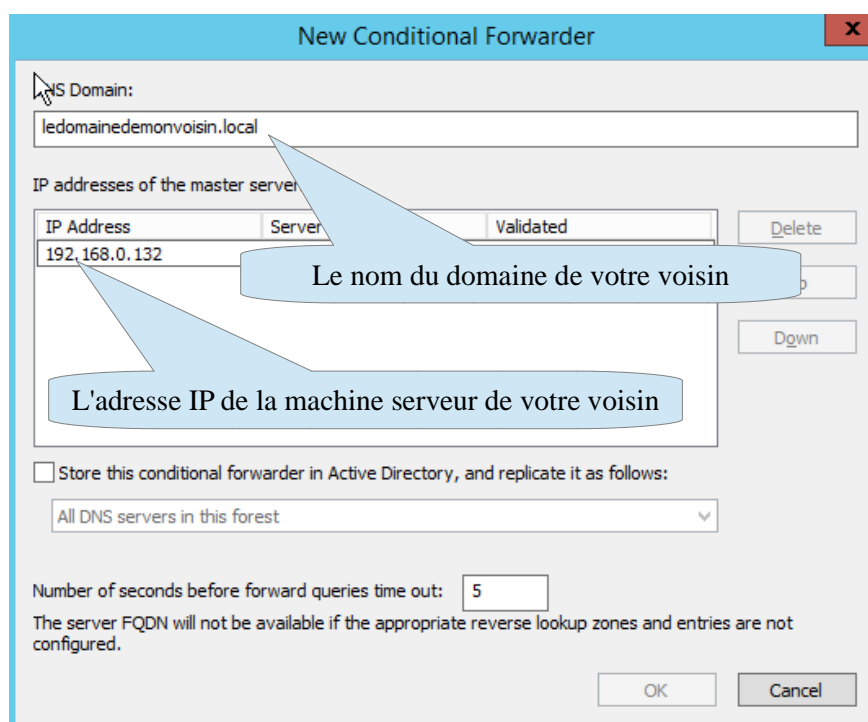 New Conditional Forwarder
x
NS Domain:
ledomainedemonvoisin.local
IP addresses of the master server
IP Address Server Validated
192.168.0.132
Delete
Le nom du domaine de votre voisin
Down
L'adresse IP de la machine serveur de votre voisin
Store this conditional forwarder in Active Directory, and replicate it as follows:
All DNS servers in this forest
Number of seconds before forward queries time out: 5
The server FQDN will not be available if the appropriate reverse lookup zones and entries are not
configured.
OK Cancel